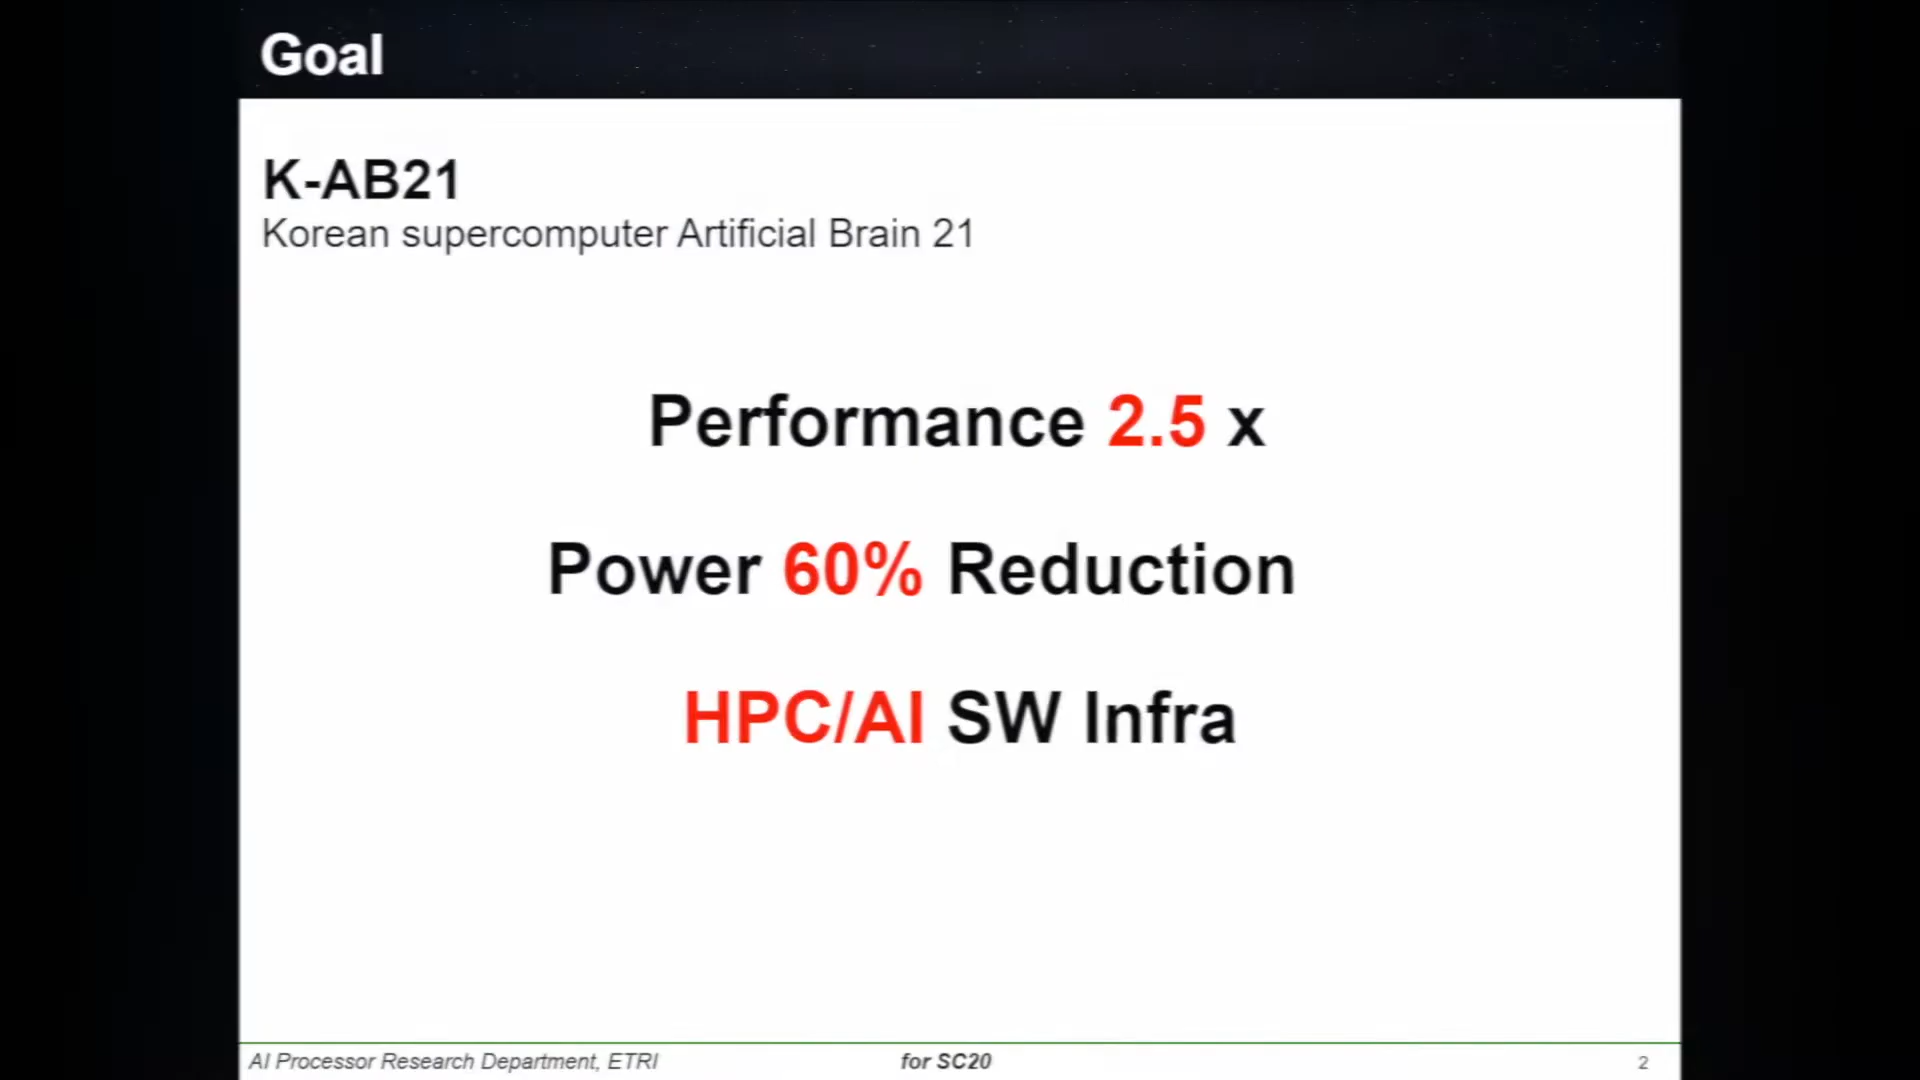 Goal
K-AB21
Korean supercomputer Artificial Brain 21
Performance 2.5 x
Power 60% Reduction
HPC/AI SW Infra
AI Processor Research Department, ETRI
for SC20
2